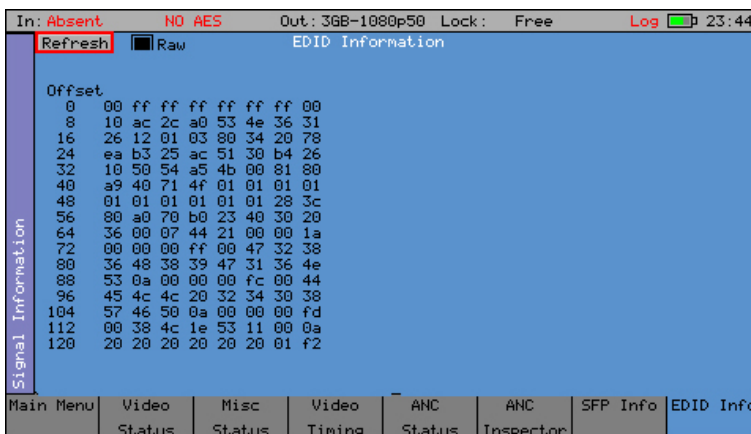 In: Absent NO AES Out: 3GB-1080p50 Lock: Free Log 23:44
Refresh Raw EDID Information
Offset
0 00 ff ff ff ff ff ff 00
8 10 ac 2c a0 53 4e 36 31
16 26 12 01 03 80 34 20 78
24 ea b3 25 ac 51 30 b4 26
32 10 50 54 a5 4b 00 81 80
40 a9 40 71 4f 01 01 01 01
48 01 01 01 01 01 01 28 3c
56 80 a0 70 b0 23 40 30 20
64 36 00 07 44 21 00 00 1a
72 00 00 00 ff 00 47 32 38
80 36 48 38 39 47 31 36 4e
88 53 0a 00 00 00 fc 00 44
96 45 4c 4c 20 32 34 30 38
104 57 46 50 0a 00 00 00 fd
112 00 38 4c 1e 53 11 00 0a
120 20 20 20 20 20 20 01 f2
Signal Information
Main Menu Video Status Misc Status Video Timing ANC Status ANC Inspector SFP Info EDID Info